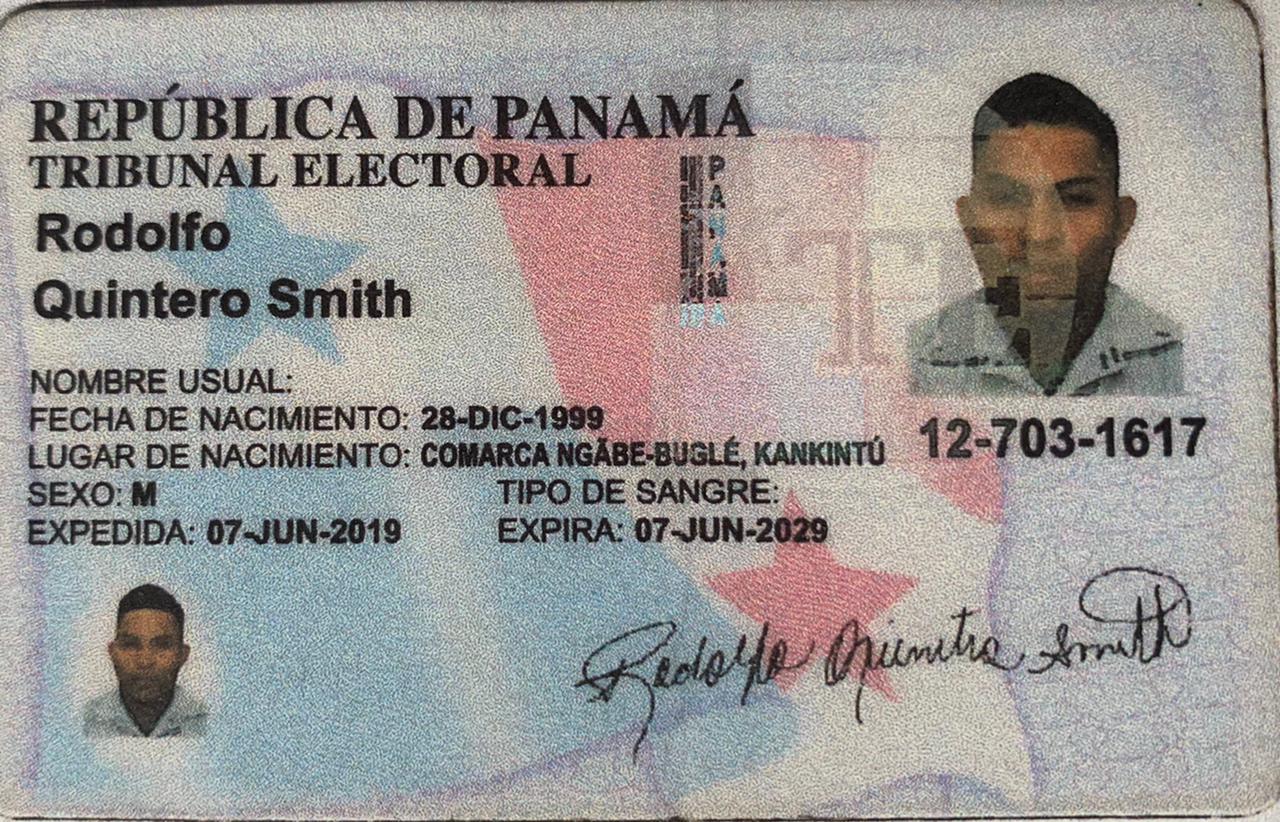 REPÚBLICA DE PANAMÁ
TRIBUNAL ELECTORAL
Rodolfo
Quintero Smith
NOMBRE USUAL:
FECHA DE NACIMIENTO: 28-DIC-1999
LUGAR DE NACIMIENTO: COMARCA NGÄBE-BUGLÉ, KANKINTÚ
SEXO: M
TIPO DE SANGRE:
EXPEDIDA: 07-JUN-2019
EXPIRA: 07-JUN-2029
PANAMÁ
TE
12-703-1617
Rodolfo Quintero Smith